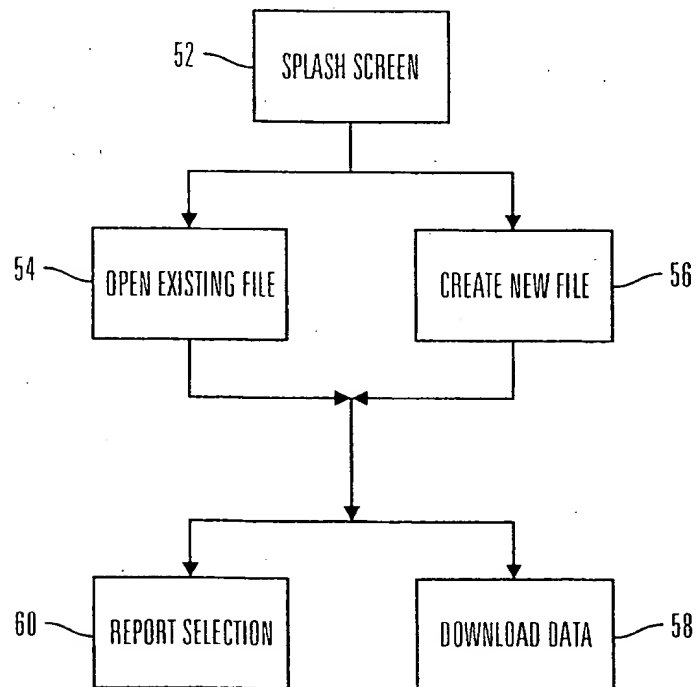 52
SPLASH SCREEN
54
OPEN EXISTING FILE
CREATE NEW FILE
56
60
REPORT SELECTION
DOWNLOAD DATA
58